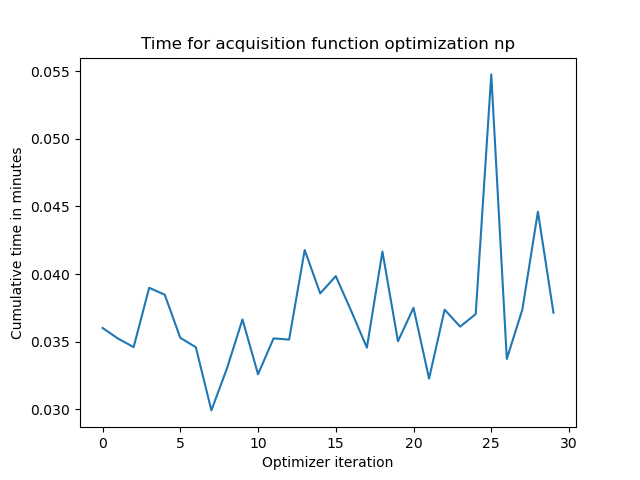 Time for acquisition function optimization np
0.055
0.050
0.045
0.040
0.035
0.030
Cumulative time in minutes
0 5 10 15 20 25 30
Optimizer iteration